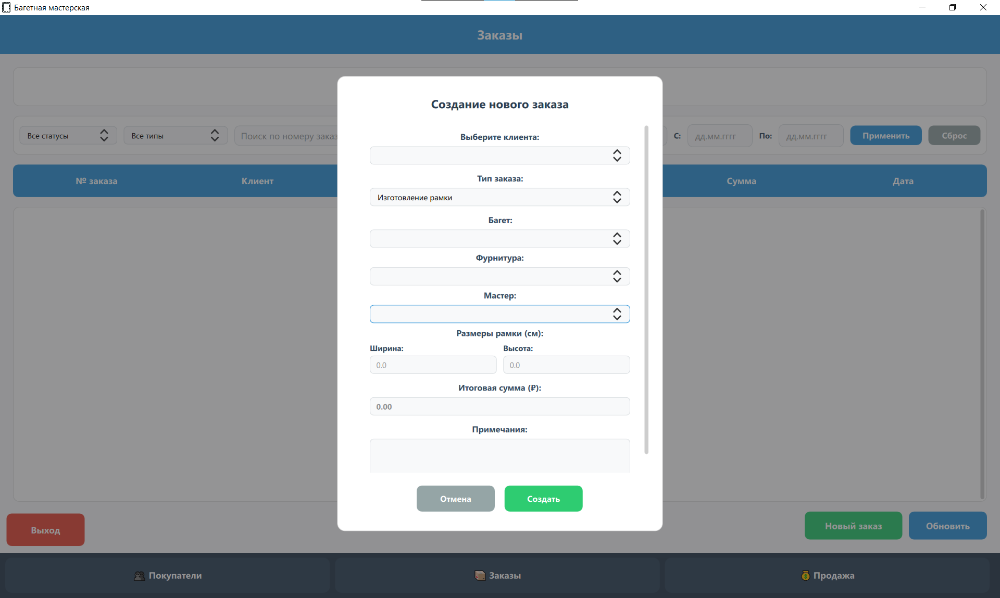 Багетная мастерская
Заказы
Все статусы
Все типы
Поиск по номеру заказ
С:
дд.мм.гггг
По:
дд.мм.гггг
Применить
Сброс
№ заказа
Клиент
Сумма
Дата
Создание нового заказа
Выберите клиента:
Тип заказа:
Изготовление рамки
Багет:
Фурнитура:
Мастер:
Размеры рамки (см):
Ширина:
Высота:
0.0
0.0
Итоговая сумма (₽):
0.00
Примечания:
Отмена
Создать
Выход
Новый заказ
Обновить
Покупатели
Заказы
Продажа